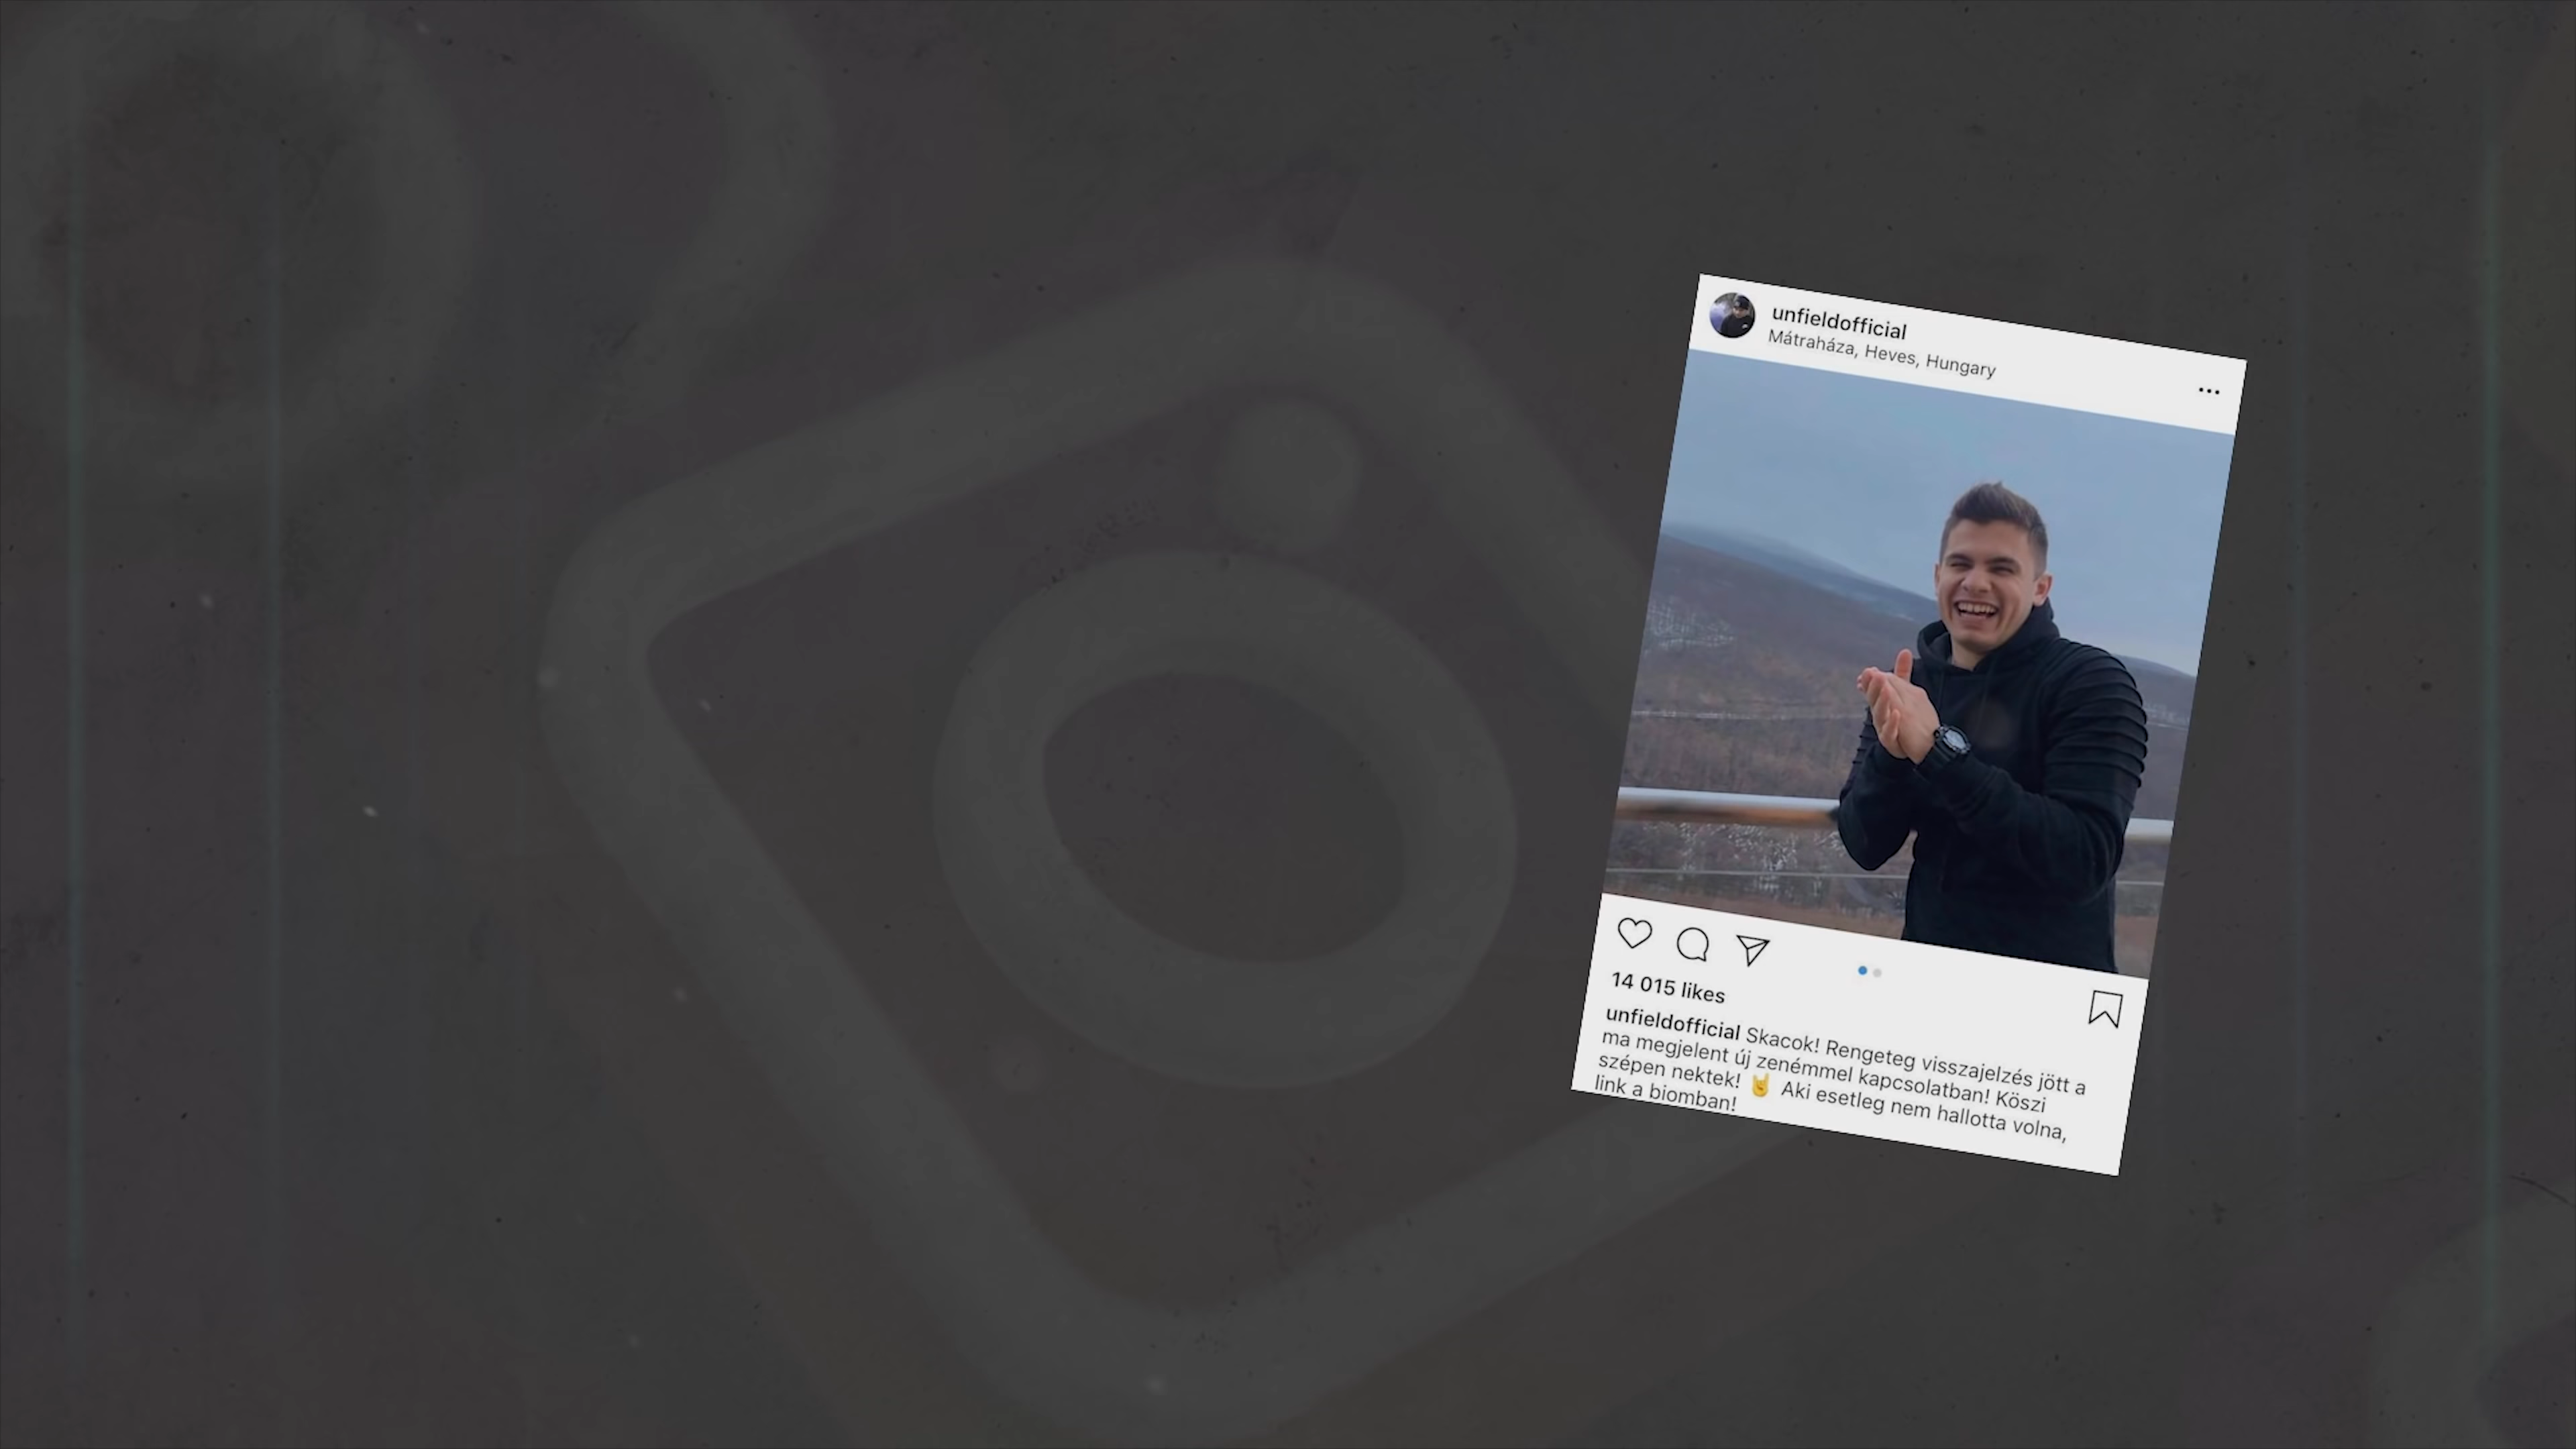 unfieldofficial
Mátraháza, Heves, Hungary
14 015 likes
unfieldofficial Skacok! Rengeteg visszajelzés jött a
ma megjelent új zenémmel kapcsolatban! Köszi
szépen nektek! 🤘 Aki esetleg nem hallotta volna,
link a biomban!